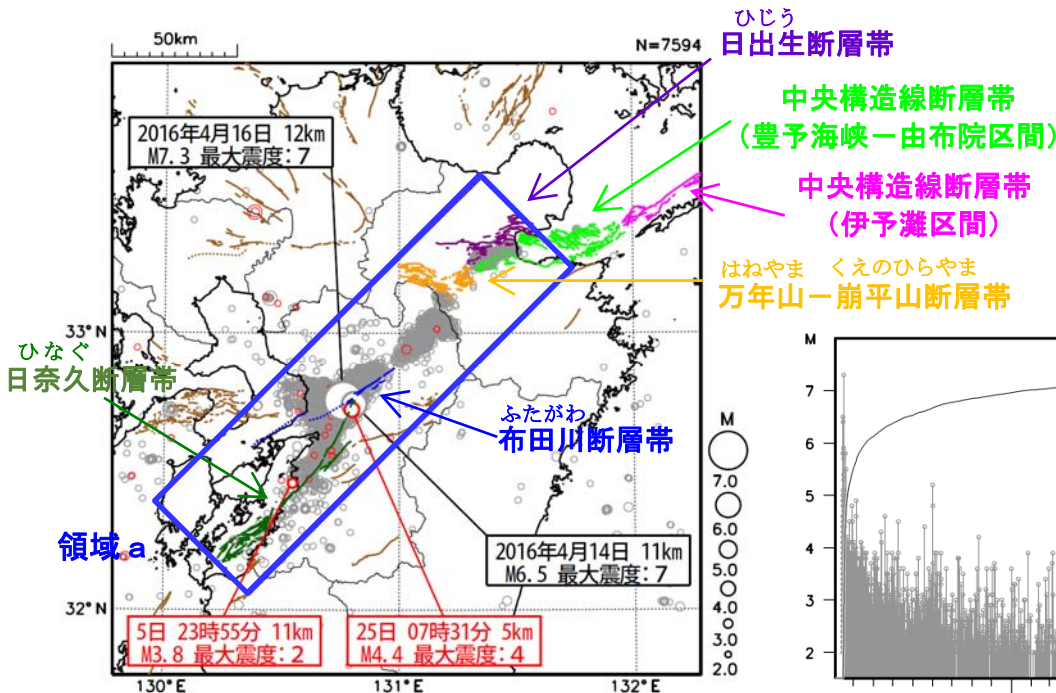 50km
N=7594
ひじう
日出生断層帯
中央構造線断層帯
(豊予海峡－由布院区間)
中央構造線断層帯
(伊予灘区間)
はねやま くえのひらやま
万年山－崩平山断層帯
2016年4月16日 12km
M7.3 最大震度：7
33°N
ひなぐ
日奈久断層帯
ふたがわ
布田川断層帯
領域a
2016年4月14日 11km
M6.5 最大震度：7
32°N
5日 23時55分 11km
M3.8 最大震度：2
25日 07時31分 5km
M4.4 最大震度：4
130°E
131°E
132°E
M
7.0
6.0
5.0
4.0
3.0
2.0
M
7
6
5
4
3
2